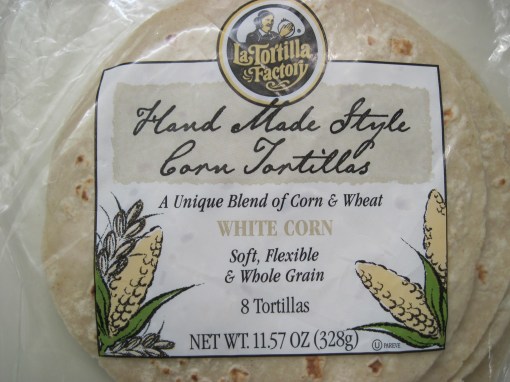 La Tortilla
Factory
Hand Made Style
Corn Tortillas
A Unique Blend of Corn & Wheat
WHITE CORN
Soft, Flexible
& Whole Grain
8 Tortillas
NET WT. 11.57 OZ (328g)
U PAREVE